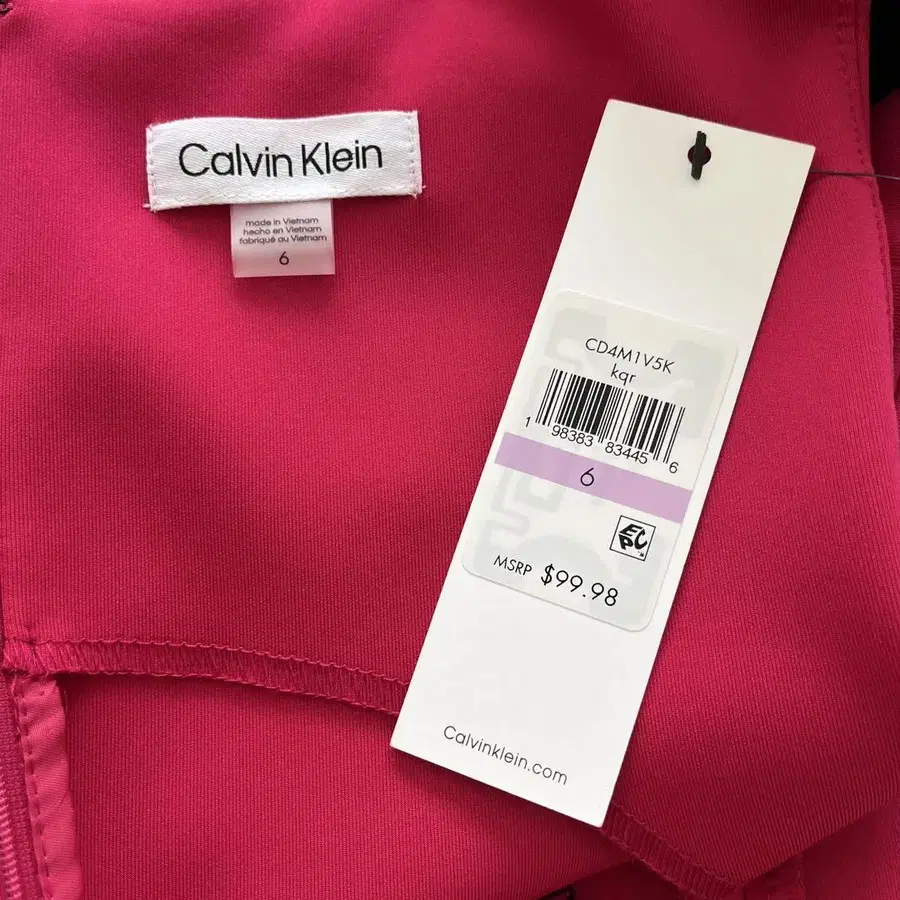 Calvin Klein
made in Vietnam
hecho en Vietnam
fabriqué au Vietnam
6
CD4M1V5K
kqr
1 98383 83445 6
6
ECP
MSRP $99.98
Calvinklein.com